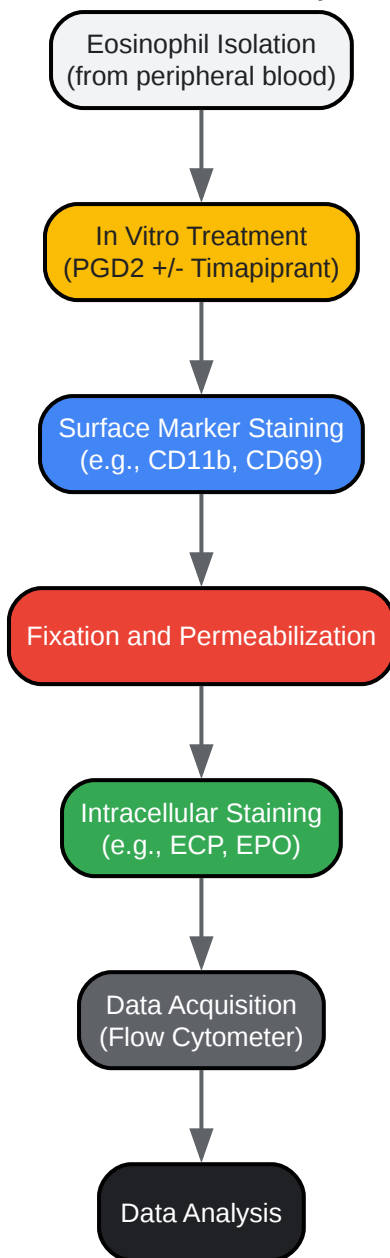 Eosinophil Isolation
(from peripheral blood)
In Vitro Treatment
(PGD2 +/- Timapiprant)
Surface Marker Staining
(e.g., CD11b, CD69)
Fixation and Permeabilization
Intracellular Staining
(e.g., ECP, EPO)
Data Acquisition
(Flow Cytometer)
Data Analysis